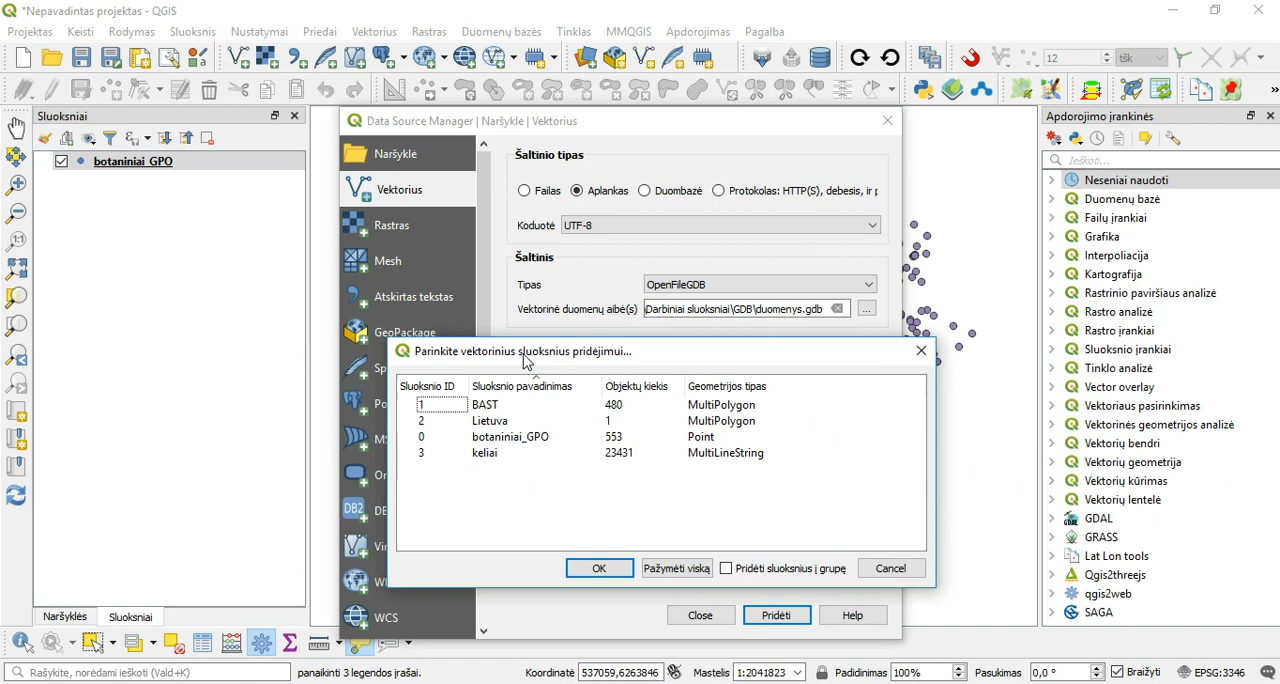 *Nepavadintas projektas - QGIS
Projektas Keisti Rodymas Sluoksnis Nustatymai Priedai Vektorius Rastras Duomenų bazės Tinklas MMQGIS Apdorojimas Pagalba
12 tšk
Sluoksniai
botaniniai GPO
Naršyklės Sluoksniai
Data Source Manager | Naršyklė | Vektorius
Naršyklė
Vektorius
Rastras
Mesh
Atskirtas tekstas
GeoPackage
WCS
Šaltinio tipas
Failas Aplankas Duombazė Protokolas: HTTP(S), debesis, ir p
Koduotė UTF-8
Šaltinis
Tipas OpenFileGDB
Vektorinė duomenų aibė(s) Darbiniai sluoksniai\GDB\duomenys.gdb ...
Parinkite vektorinius sluoksnius pridėjimui...
Sluoksnio ID Sluoksnio pavadinimas Objektų kiekis Geometrijos tipas
1 BAST 480 MultiPolygon
2 Lietuva 1 MultiPolygon
0 botaniniai_GPO 553 Point
3 keliai 23431 MultiLineString
OK Pažymėti viską Pridėti sluoksnius į grupę Cancel
Close Pridėti Help
Apdorojimo įrankinės
Ieškoti...
Neseniai naudoti
Duomenų bazė
Failų įrankiai
Grafika
Interpoliacija
Kartografija
Rastrinio paviršiaus analizė
Rastro analizė
Rastro įrankiai
Sluoksnio įrankiai
Tinklo analizė
Vector overlay
Vektoriaus pasirinkimas
Vektorinės geometrijos analizė
Vektorių bendri
Vektorių geometrija
Vektorių kūrimas
Vektorių lentelė
GDAL
GRASS
Lat Lon tools
Qgis2threejs
qgis2web
SAGA
Rašykite, norėdami ieškoti (Vald+K) panaikinti 3 legendos įrašai. Koordinatė 537059,6263846 Mastelis 1:2041823 Padidinimas 100% Pasukimas 0,0 ° Braižyti EPSG:3346